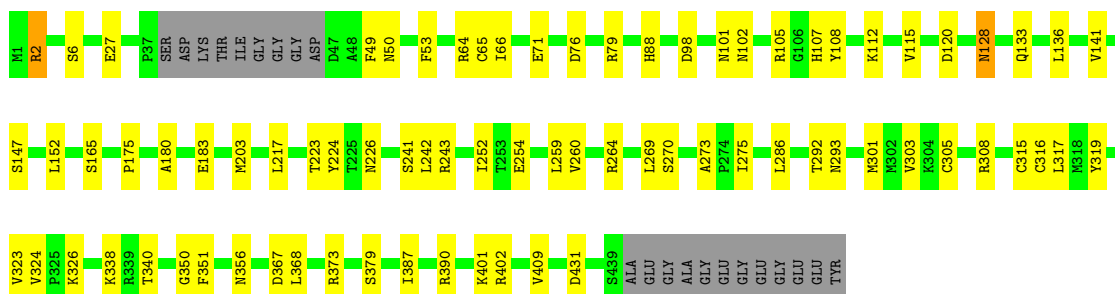 M1 R2 S6 E27 P37 SER ASP LYS THR ILE GLY GLY GLY ASP D47 A48 F49 N50 F53 R64 C65 I66 E71 D76 R79 H88 D98 N101 N102 R105 G106 H107 Y108 K112 V115 D120 N128 Q133 L136 V141
S147 L152 S165 P175 A180 E183 M203 L217 T223 Y224 T225 N226 S241 L242 R243 I252 T253 E254 L259 V260 R264 L269 S270 A273 P274 I275 L286 T292 N293 M301 M302 V303 K304 C305 R308 C315 C316 L317 M318 Y319
V323 V324 P325 K326 K338 R339 T340 G350 F351 N356 D367 L368 R373 S379 I387 R390 K401 R402 V409 D431 S439 ALA GLU GLY ALA GLY GLU GLY GLU GLY GLU GLU TYR